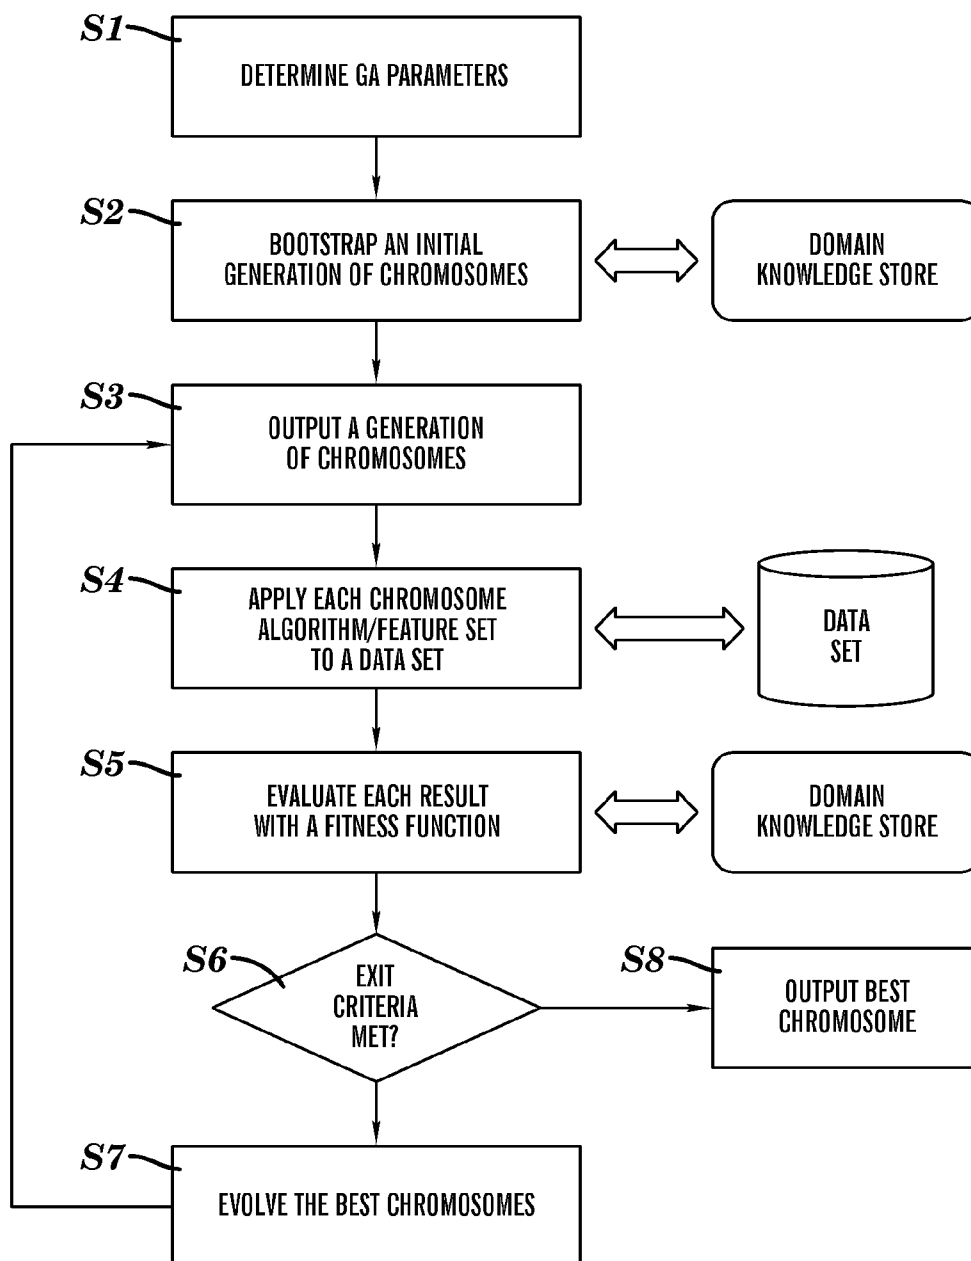 S1
DETERMINE GA PARAMETERS
S2
BOOTSTRAP AN INITIAL
GENERATION OF CHROMOSOMES
DOMAIN
KNOWLEDGE STORE
S3
OUTPUT A GENERATION
OF CHROMOSOMES
S4
APPLY EACH CHROMOSOME
ALGORITHM/FEATURE SET
TO A DATA SET
DATA
SET
S5
EVALUATE EACH RESULT
WITH A FITNESS FUNCTION
DOMAIN
KNOWLEDGE STORE
S6
EXIT
CRITERIA
MET?
S8
OUTPUT BEST
CHROMOSOME
S7
EVOLVE THE BEST CHROMOSOMES